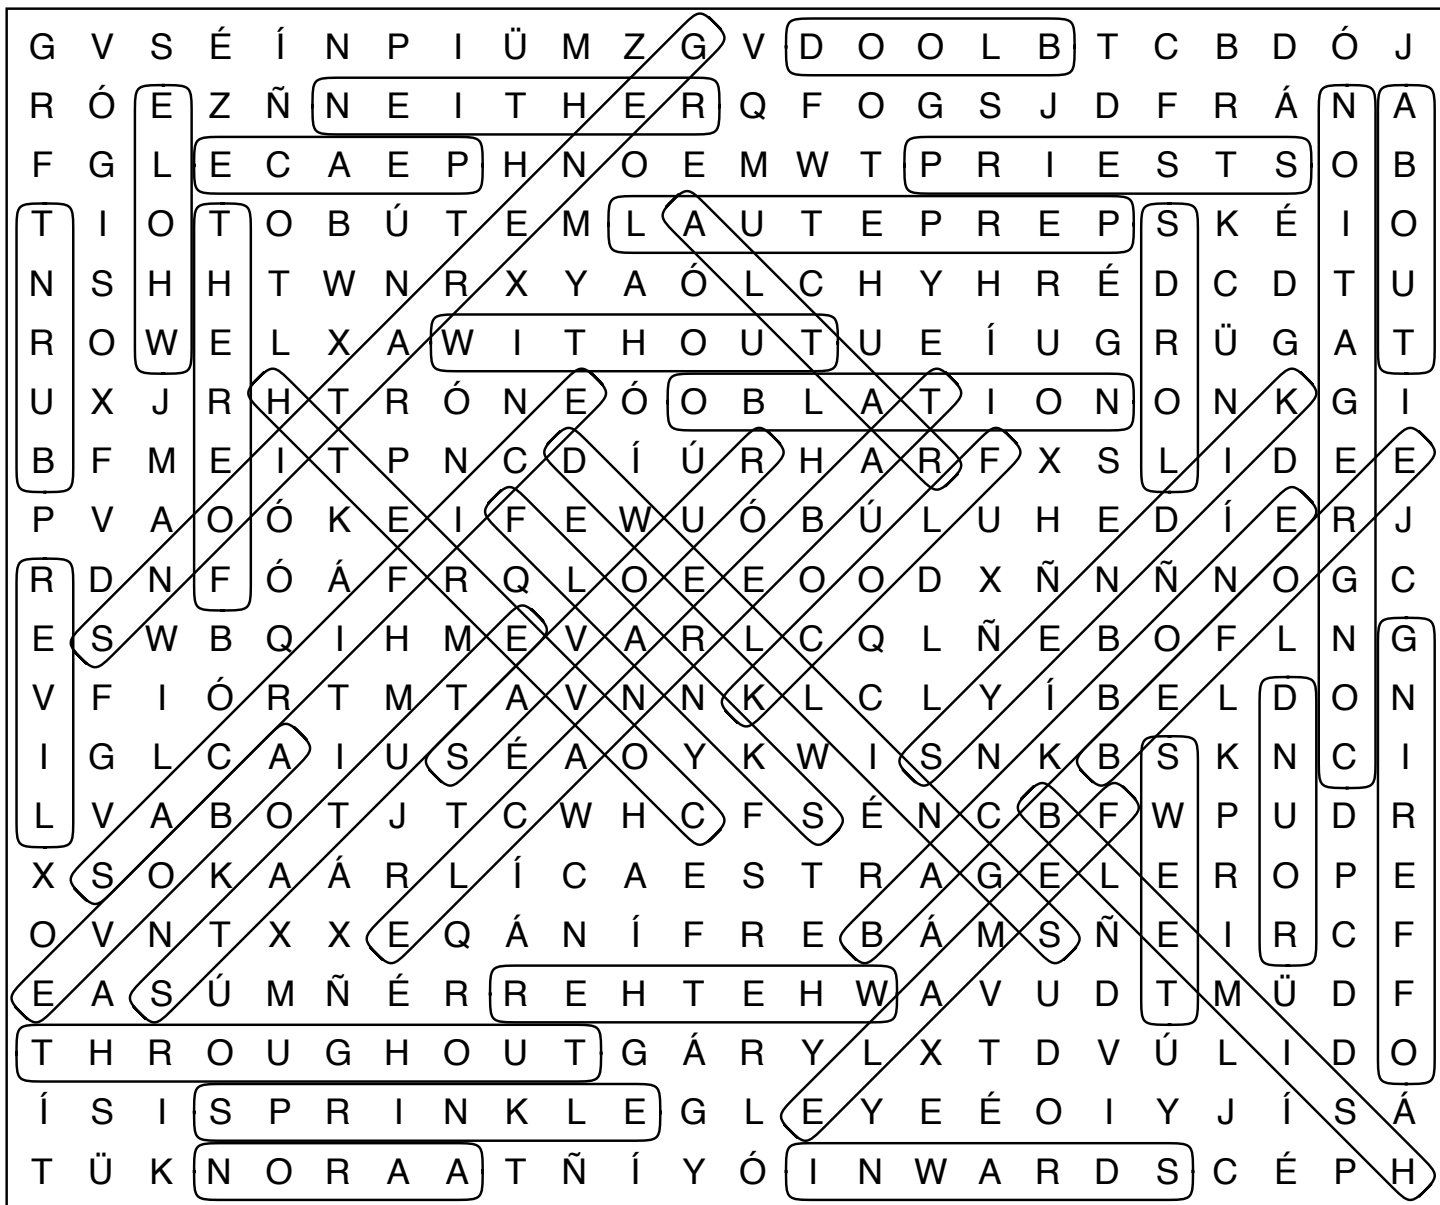 G V S É Í N P I Ü M Z G V D O O L B T C B D Ó J
R Ó E Z Ñ N E I T H E R Q F O G S J D F R Á N A
F G L E C A E P H N O E M W T P R I E S T S O B
T I O T O B Ú T E M L A U T E P R E P S K É I O
N S H H T W N R X Y A Ó L C H Y H R É D C D T U
R O W E L X A W I T H O U T U E Í U G R Ü G A T
U X J R H T R Ó N E Ó O B L A T I O N O N K G I
B F M E I T P N C D Í Ú R H A R F X S L I D E E
P V A O Ó K E I F E W U Ó B Ú L U H E D Í E R J
R D N F Ó Á F R Q L O E E O O D X Ñ N Ñ N O G C
E S W B Q I H M E V A R L C Q L Ñ E B O F L N G
V F I Ó R T M T A V N N K L C L Y Í B E L D O N
I G L C A I U S É A O Y K W I S N K B S K N C I
L V A B O T J T C W H C F S É N C B F W P U D R
X S O K A Á R L Í C A E S T R A G E L E R O P E
O V N T X X E Q Á N Í F R E B Á M S Ñ E I R C F
E A S Ú M Ñ É R R E H T E H W A V U D T M Ü D F
T H R O U G H O U T G Á R Y L X T D V Ú L I D O
Í S I S P R I N K L E G L E Y E É O I Y J Í S Á
T Ü K N O R A A T Ñ Í Y Ó I N W A R D S C É P H